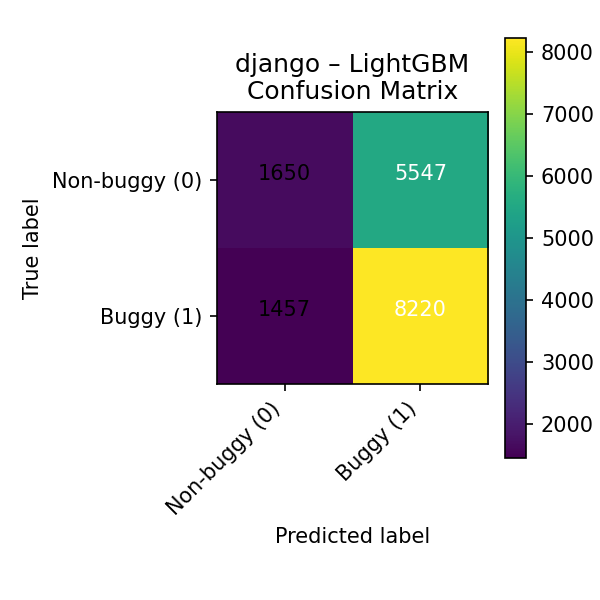 django – LightGBM
Confusion Matrix
True label
Non-buggy (0)
Buggy (1)
1650
5547
1457
8220
Non-buggy (0)
Buggy (1)
Predicted label
8000
7000
6000
5000
4000
3000
2000